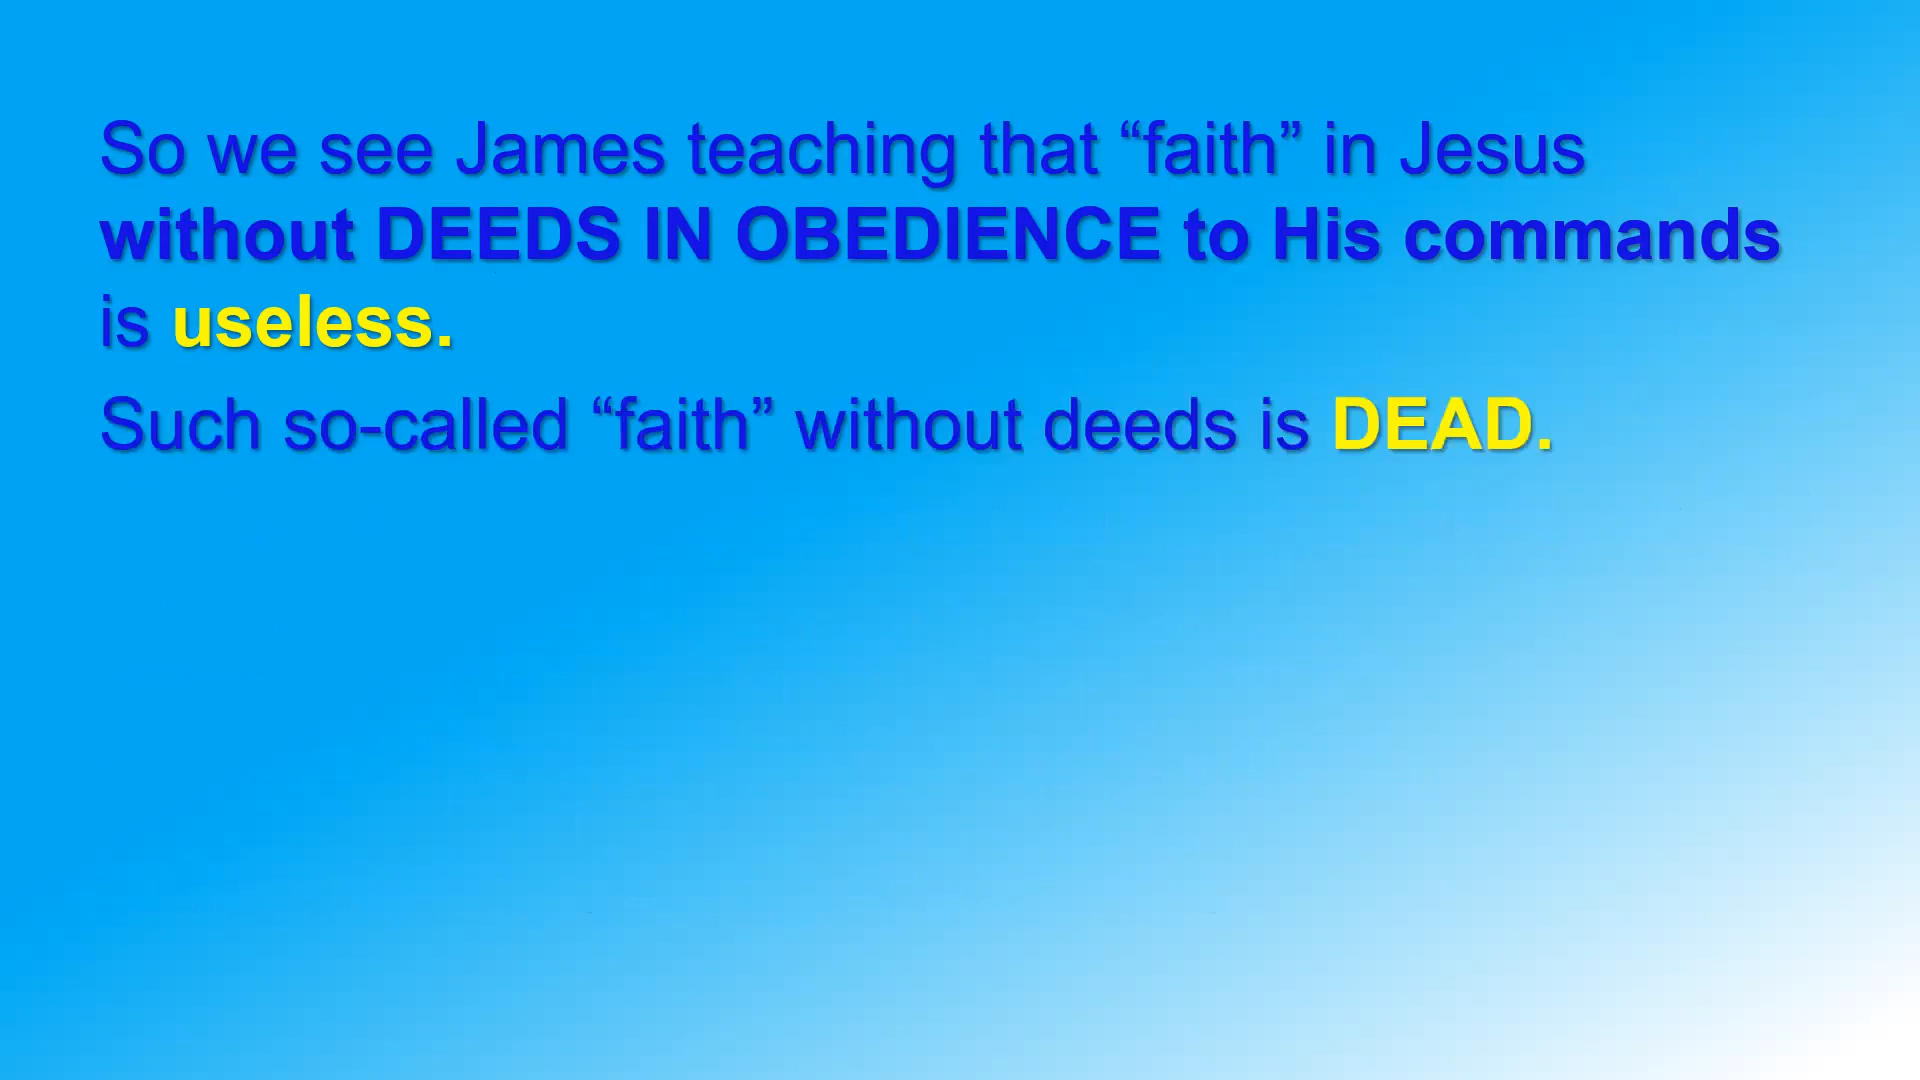 So we see James teaching that “faith” in Jesus
without DEEDS IN OBEDIENCE to His commands
is useless.
Such so-called “faith” without deeds is DEAD.